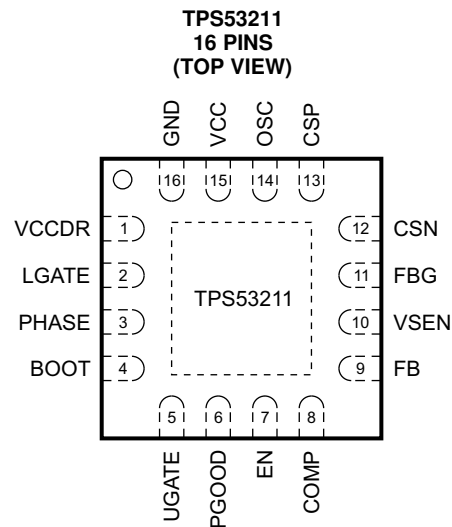 TPS53211
16 PINS
(TOP VIEW)
GND VCC OSC CSP
16 15 14 13
VCCDR 1 12 CSN
LGATE 2 11 FBG
TPS53211
PHASE 3 10 VSEN
BOOT 4 9 FB
5 6 7 8
UGATE PGOOD EN COMP